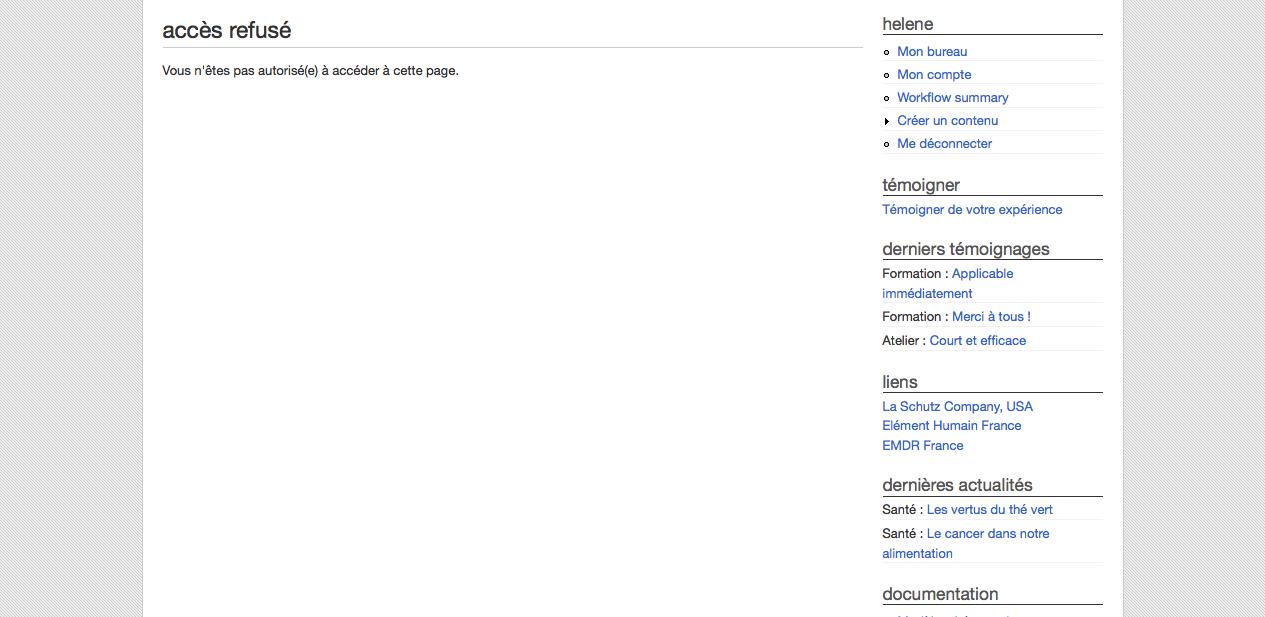 accès refusé
Vous n'êtes pas autorisé(e) à accéder à cette page.
helene
Mon bureau
Mon compte
Workflow summary
Créer un contenu
Me déconnecter
témoigner
Témoigner de votre expérience
derniers témoignages
Formation : Applicable
immédiatement
Formation : Merci à tous !
Atelier : Court et efficace
liens
La Schutz Company, USA
Elément Humain France
EMDR France
dernières actualités
Santé : Les vertus du thé vert
Santé : Le cancer dans notre
alimentation
documentation